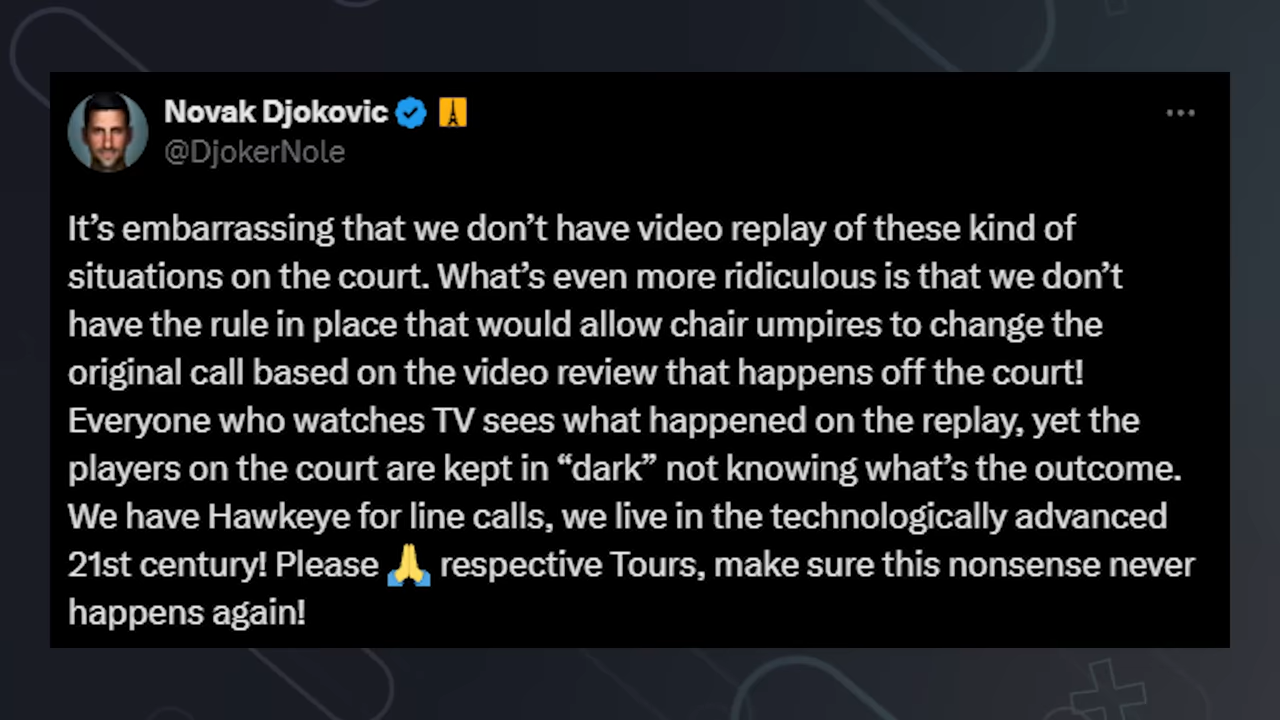 Novak Djokovic
@DjokerNole
It’s embarrassing that we don’t have video replay of these kind of
situations on the court. What’s even more ridiculous is that we don’t
have the rule in place that would allow chair umpires to change the
original call based on the video review that happens off the court!
Everyone who watches TV sees what happened on the replay, yet the
players on the court are kept in “dark” not knowing what’s the outcome.
We have Hawkeye for line calls, we live in the technologically advanced
21st century! Please 🙏 respective Tours, make sure this nonsense never
happens again!